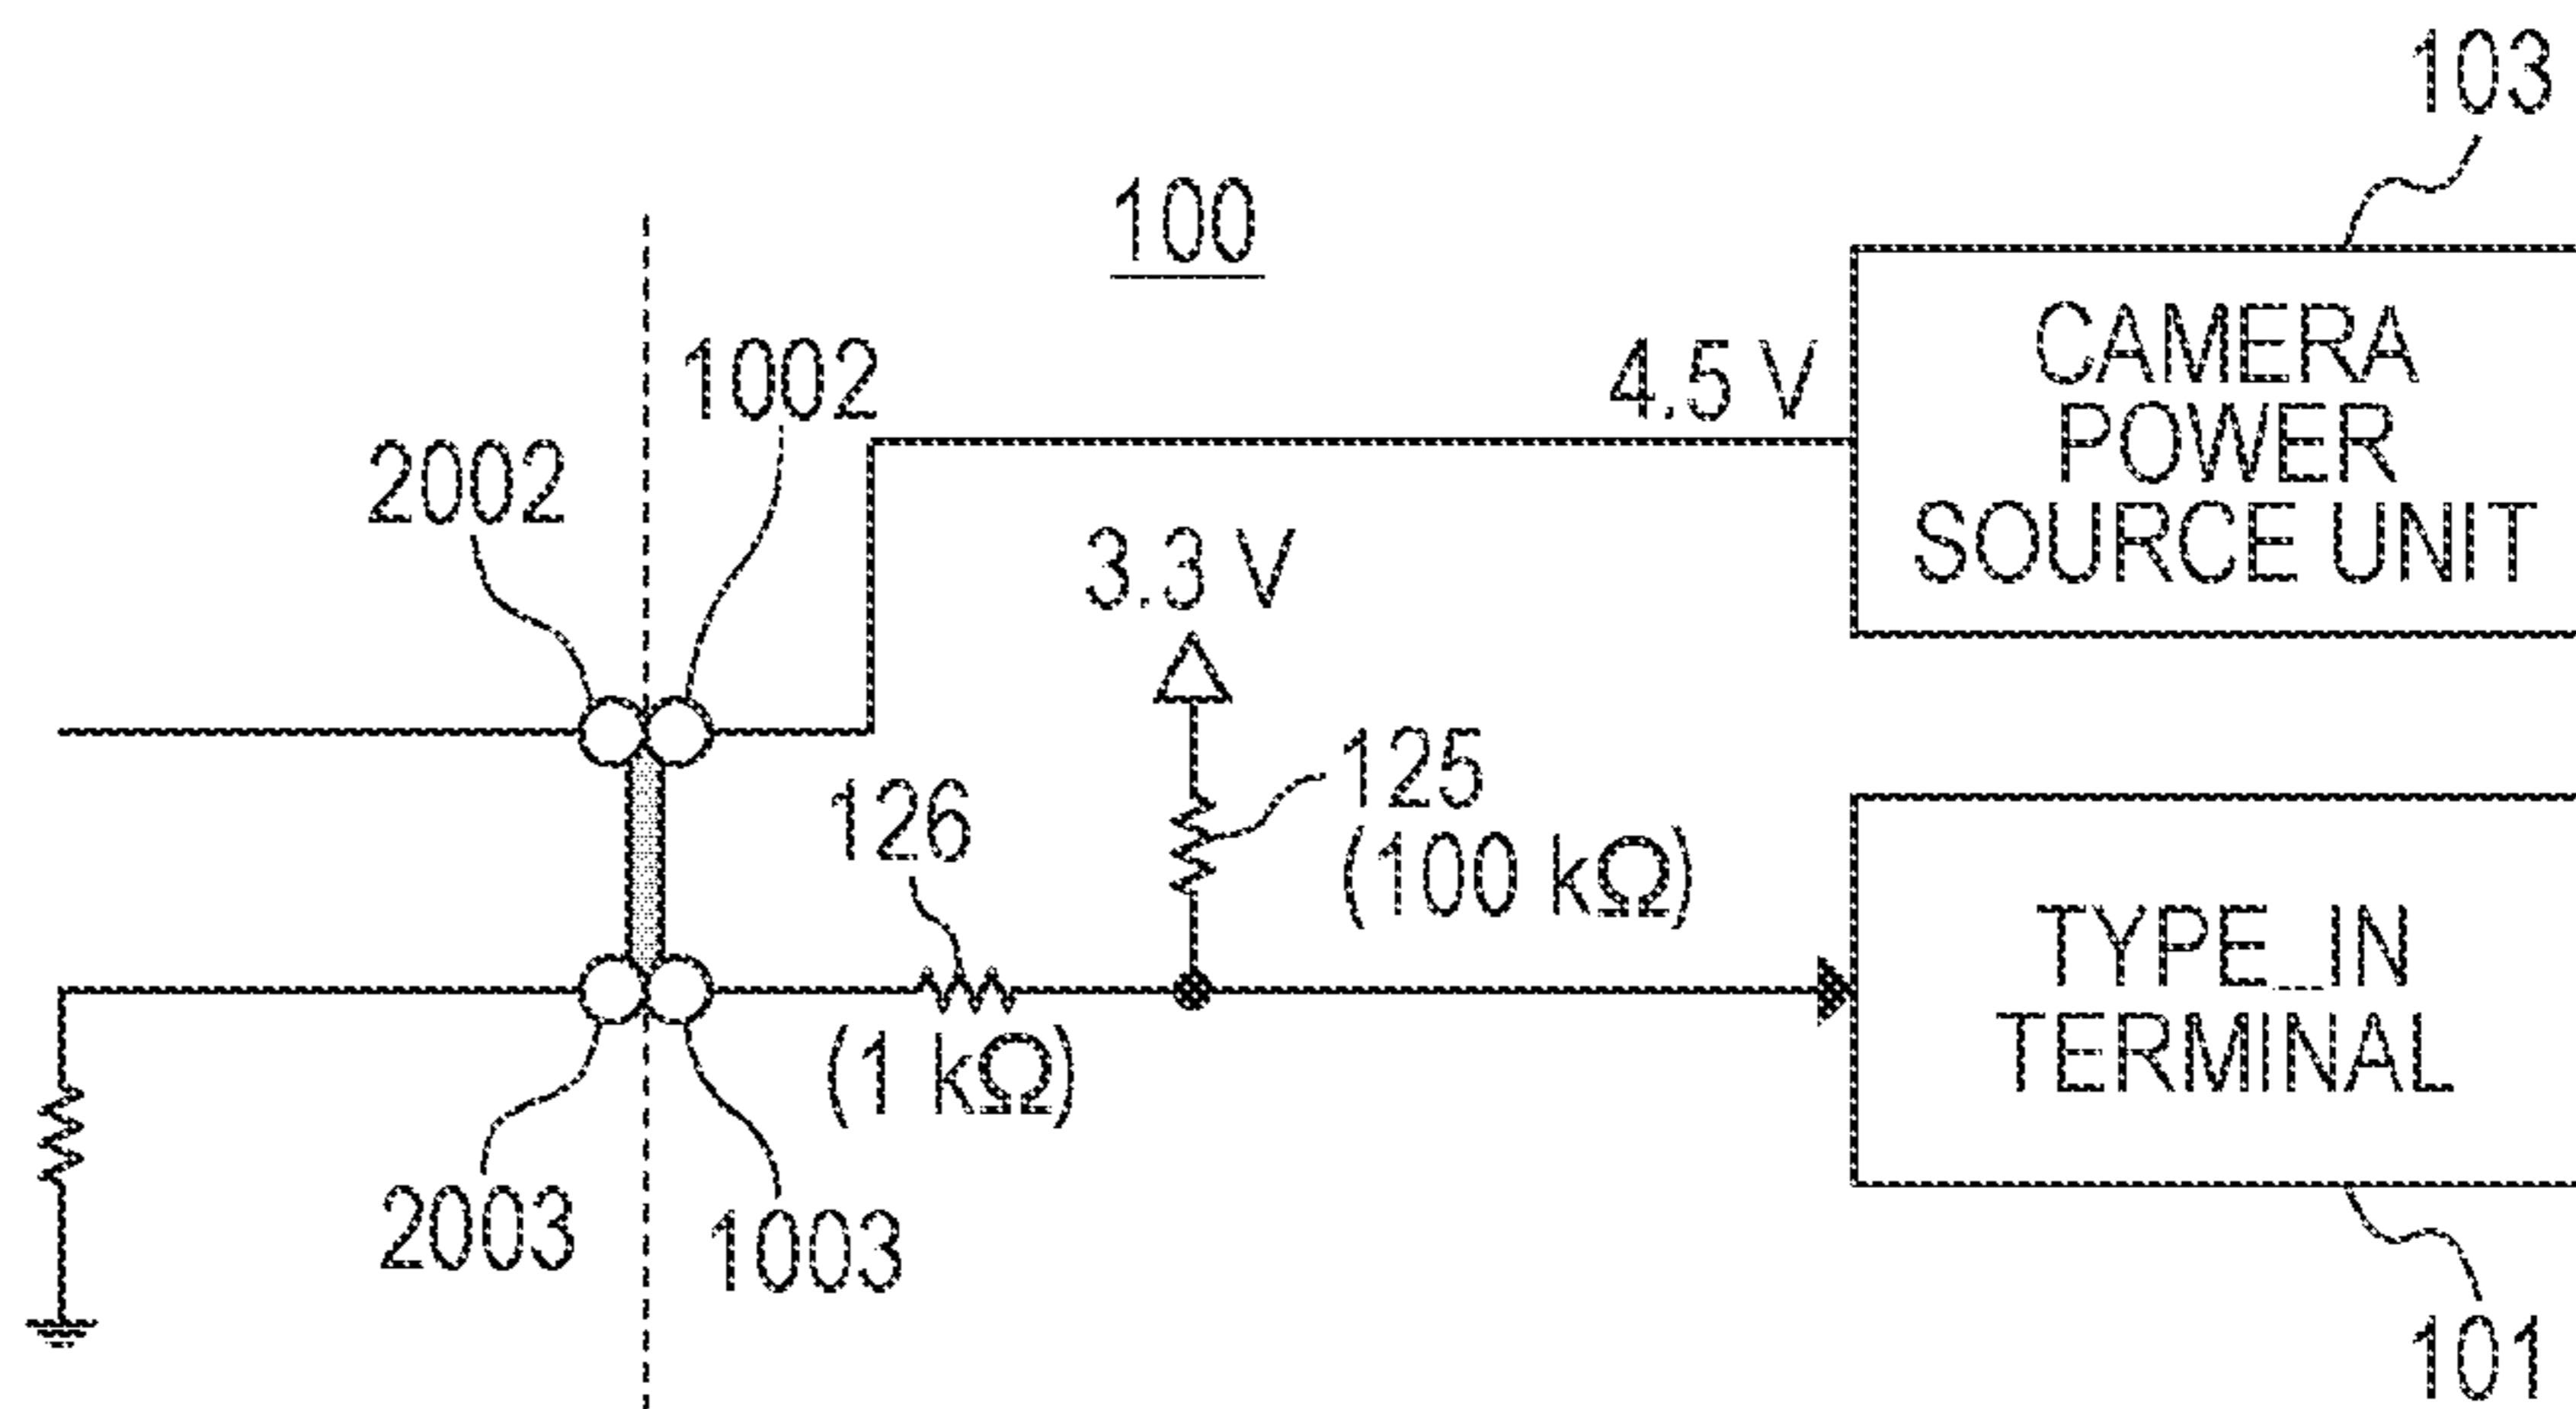 103
100
CAMERA
POWER
SOURCE UNIT
4.5 V
1002
2002
3.3 V
125
(100 kΩ)
126
(1 kΩ)
TYPE_IN
TERMINAL
2003
1003
101